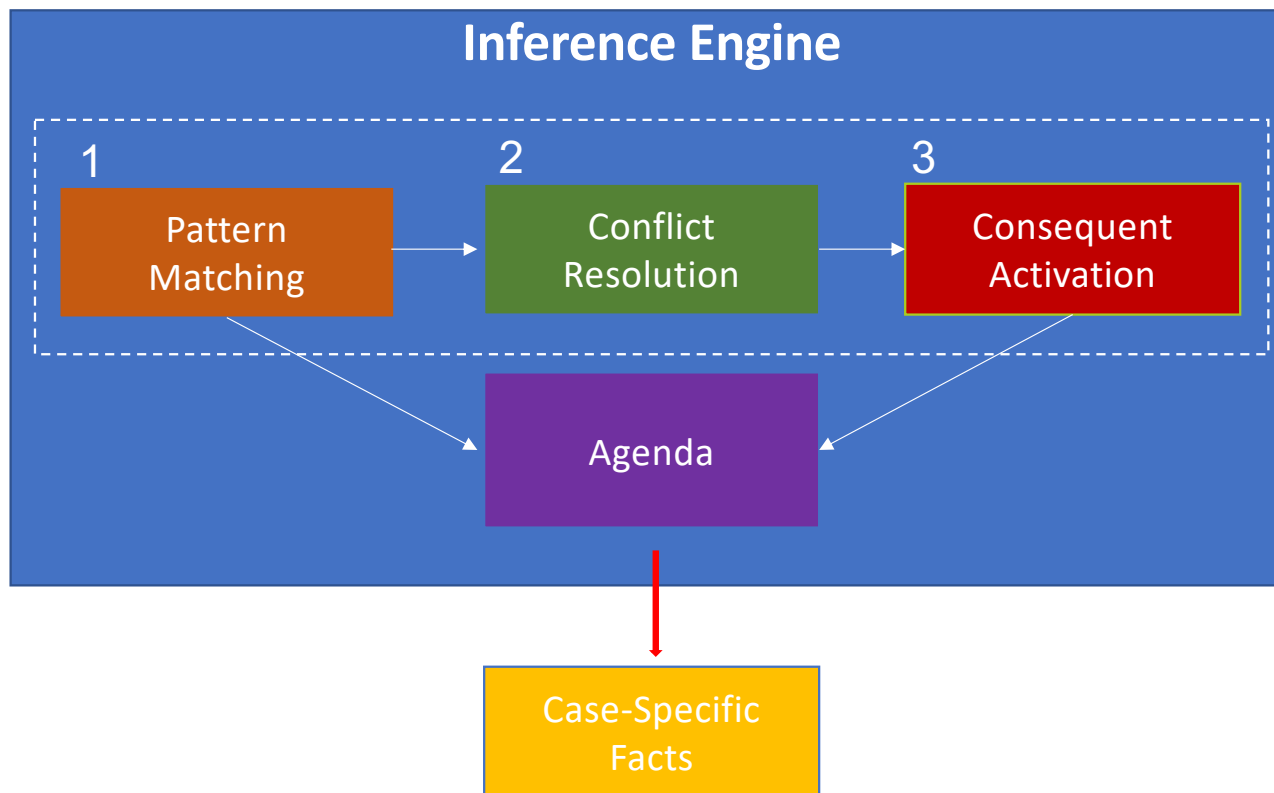 Inference Engine
1
2
3
Pattern
Matching
Conflict
Resolution
Consequent
Activation
Agenda
Case-Specific
Facts